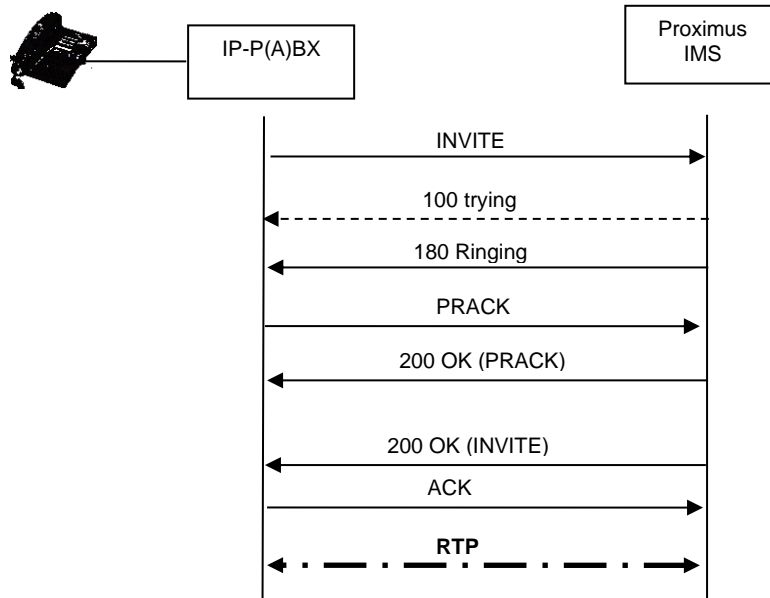 IP-P(A)BX
Proximus
IMS
INVITE
100 trying
180 Ringing
PRACK
200 OK (PRACK)
200 OK (INVITE)
ACK
RTP